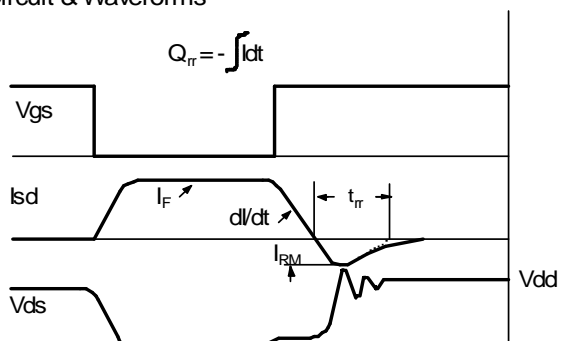 Circuit & Waveforms
Qrr = - ∫Idt
Vgs
Isd
IF
dI/dt
trr
IRM
Vds
Vdd